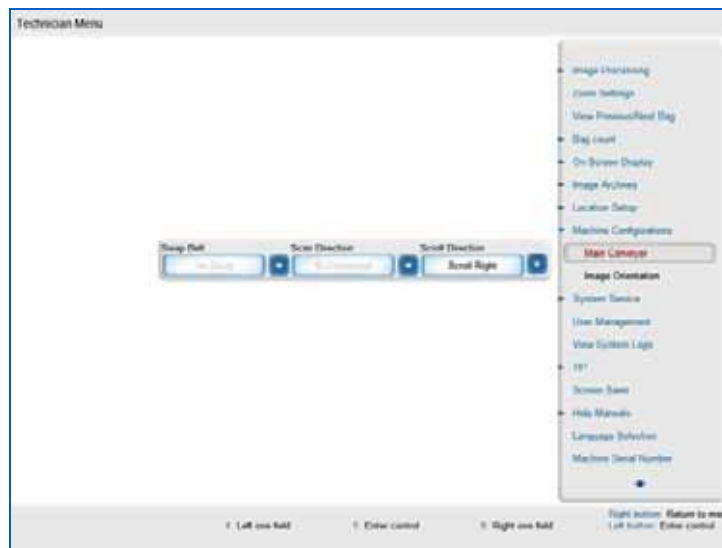 Technician Menu
Image Processing
Zoom Settings
View Previous/Next Bag
Bag count
On Screen Display
Image Archives
Location Setup
Machine Configurations
Swap Belt
Scan Direction
Scroll Direction
Main Conveyor
Scroll Right
Image Orientation
System Service
User Management
View System Logs
Screen Saver
Help Manuals
Language Selection
Machine Serial Number
Left one field
Enter control
Right one field
Right button: Return to me
Left button: Enter control